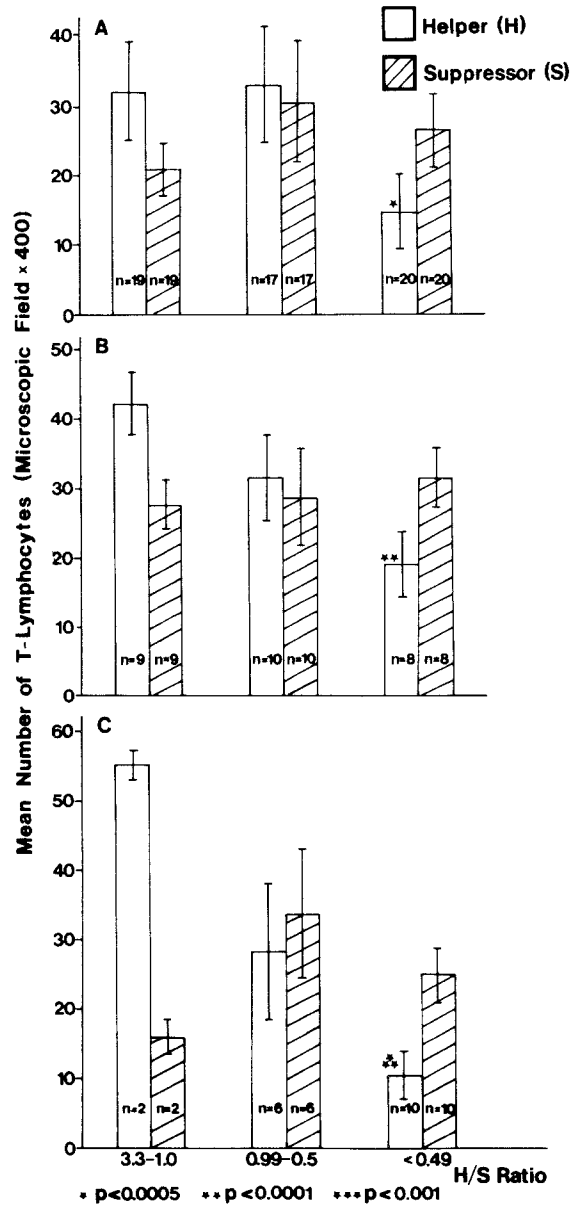 A
Helper (H)
Suppressor (S)
Mean Number of T-Lymphocytes (Microscopic Field × 400)
40
30
20
10
0
*
n=19 n=19 n=17 n=17 n=20 n=20
B
50
40
30
20
10
0
**
n=9 n=9 n=10 n=10 n=8 n=8
C
60
50
40
30
20
10
0
***
n=2 n=2 n=6 n=6 n=10 n=10
3.3-1.0 0.99-0.5 <0.49
H/S Ratio
* p<0.0005 ** p<0.0001 *** p<0.001